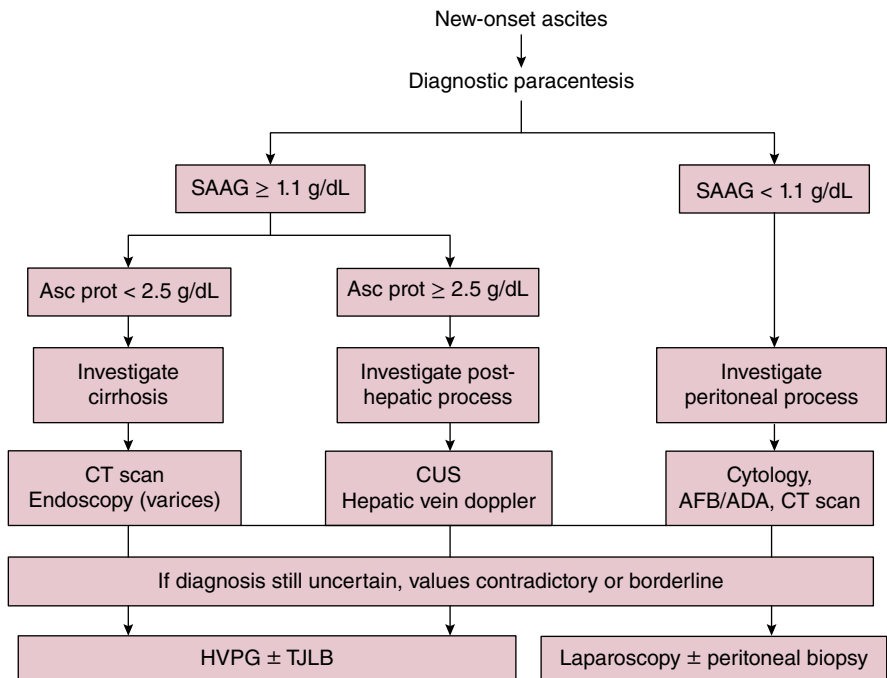 New-onset ascites
Diagnostic paracentesis
SAAG ≥ 1.1 g/dL
SAAG < 1.1 g/dL
Asc prot < 2.5 g/dL
Asc prot ≥ 2.5 g/dL
Investigate
cirrhosis
Investigate post-
hepatic process
Investigate
peritoneal process
CT scan
Endoscopy (varices)
CUS
Hepatic vein doppler
Cytology,
AFB/ADA, CT scan
If diagnosis still uncertain, values contradictory or borderline
HVPG ± TJLB
Laparoscopy ± peritoneal biopsy